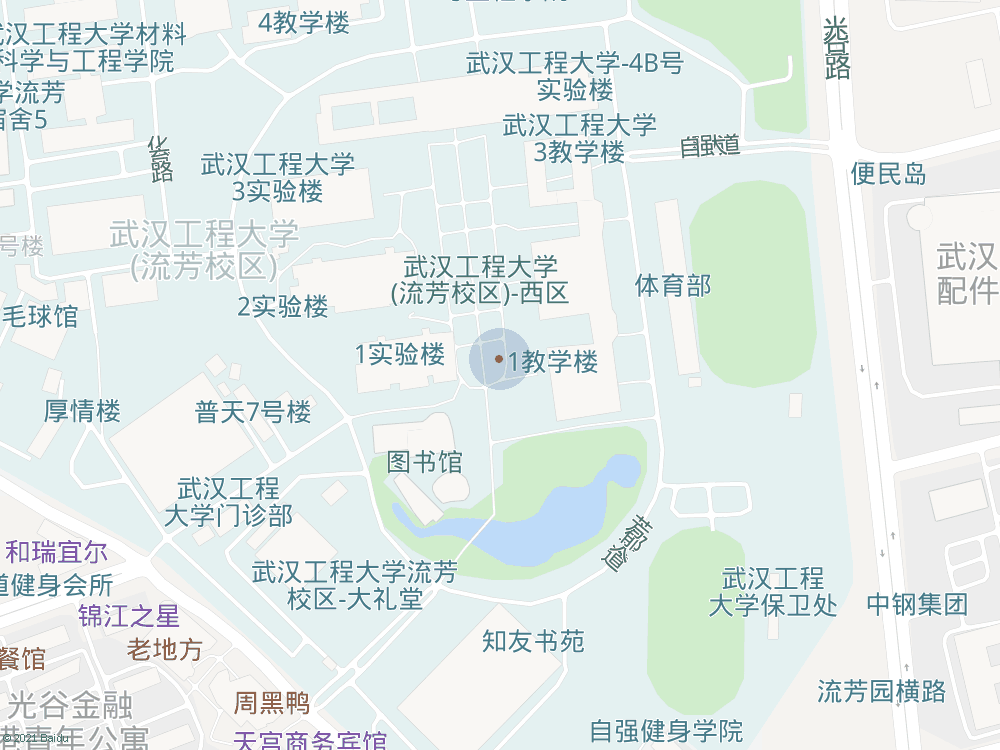 4教学楼
武汉工程大学材料
科学与工程学院
学流芳
宿舍5
武汉工程大学-4B号
实验楼
光谷路
武汉工程大学
3教学楼
自强大道
化育路
武汉工程大学
3实验楼
便民岛
武汉工程大学
(流芳校区)
号楼
武汉
配件
武汉工程大学
(流芳校区)-西区
体育部
2实验楼
毛球馆
1实验楼
1教学楼
厚情楼
普天7号楼
图书馆
武汉工程
大学门诊部
芳郁道
和瑞宜尔
道健身会所
武汉工程大学流芳
校区-大礼堂
武汉工程
大学保卫处
中钢集团
锦江之星
知友书苑
老地方
餐馆
周黑鸭
流芳园横路
光谷金融
港青年公寓
自强健身学院
天宫商务宾馆
© 2021 Baidu